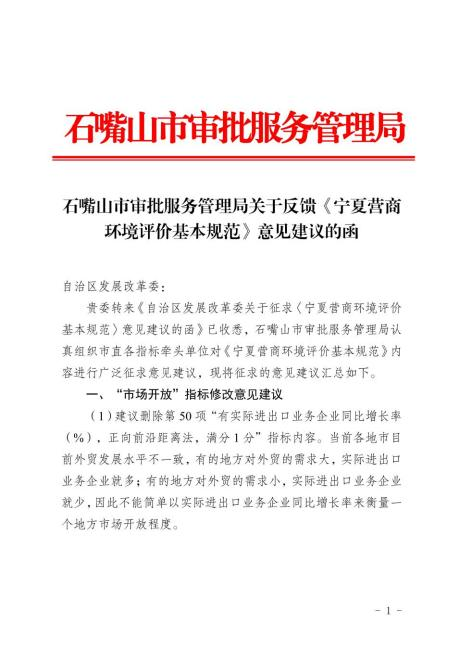 石嘴山市审批服务管理局
石嘴山市审批服务管理局关于反馈《宁夏营商
环境评价基本规范》意见建议的函
自治区发展改革委：
贵委转来《自治区发展改革委关于征求〈宁夏营商环境评价
基本规范〉意见建议的函》已收悉，石嘴山市审批服务管理局认
真组织市直各指标牵头单位对《宁夏营商环境评价基本规范》内
容进行广泛征求意见建议，现将征求的意见建议汇总如下。
一、“市场开放”指标修改意见建议
（1）建议删除第 50 项“有实际进出口业务企业同比增长率
（%），正向前沿距离法，满分 1 分”指标内容。当前各地市目
前外贸发展水平不一致，有的地方对外贸的需求大，实际进出口
业务企业就多；有的地方对外贸的需求小，实际进出口业务企业
就少，因此不能简单以实际进出口业务企业同比增长率来衡量一
个地方市场开放程度。
- 1 -